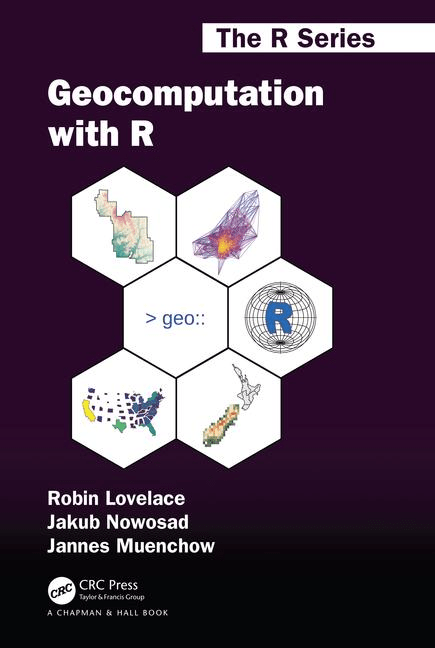 The R Series
Geocomputation
with R
> geo::
R
Robin Lovelace
Jakub Nowosad
Jannes Muenchow
CRC
CRC Press
Taylor & Francis Group
A CHAPMAN & HALL BOOK